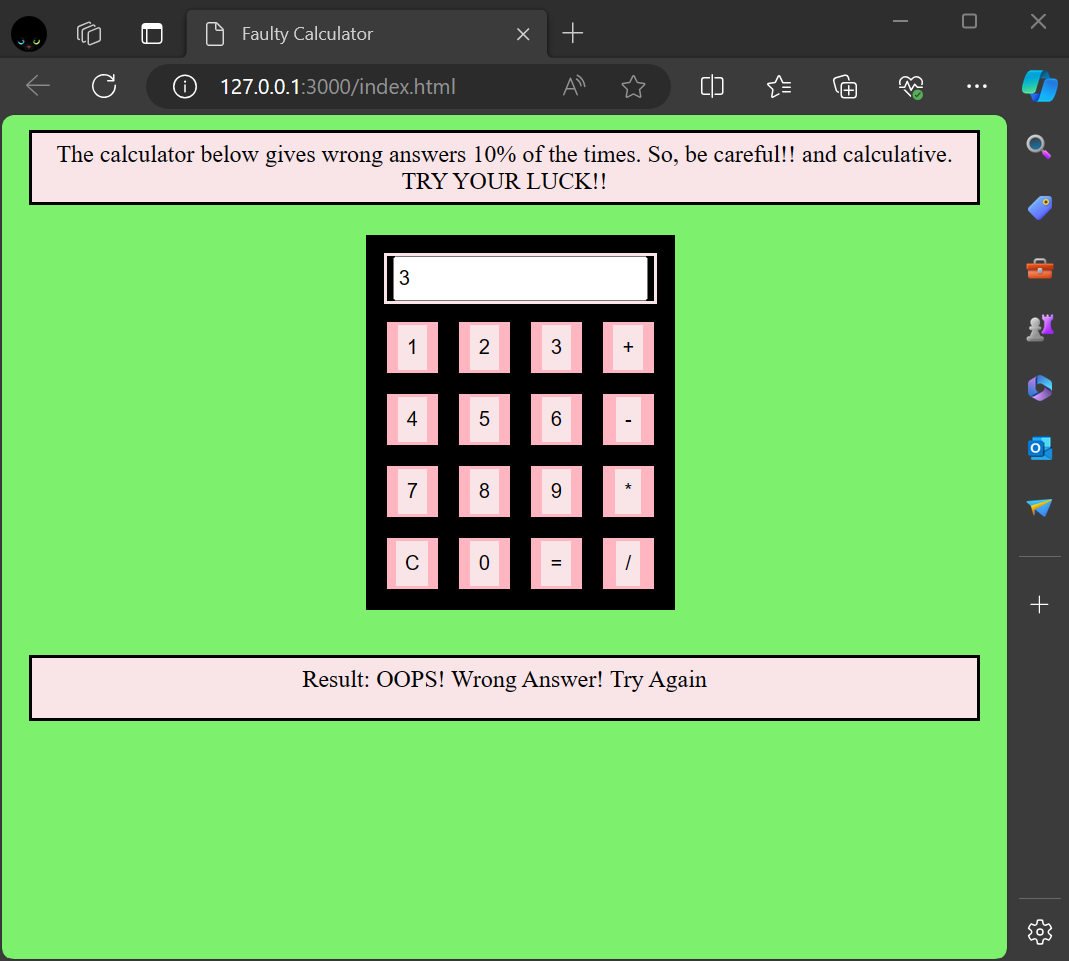 Faulty Calculator
127.0.0.1:3000/index.html
The calculator below gives wrong answers 10% of the times. So, be careful!! and calculative.
TRY YOUR LUCK!!
3
1 2 3 +
4 5 6 -
7 8 9 *
C 0 = /
Result: OOPS! Wrong Answer! Try Again